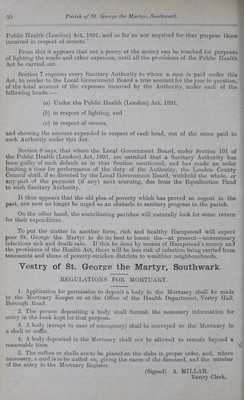 50 Parish of St. George the Martyr, Southwark.
Public Health (London) Act, 1891, and so far as not required for that purpose those
incurred in respect of streets."
From this it appears that not a penny of the money can be touched for purposes
of lighting the roads and other expenses, until all the provisions of the Public Health
Act be carried out.
Section 7 requires every Sanitary Authority to whom a sum is paid under this
Act, to render to the Local Government Board a true account for the year in question,
of the total amount of the expenses incurred by the Authority, under each of the
following heads:—
(a) Under the Public Health (London) Act, 1891,
(b) in respect of lighting, and
(c) in respect of streets,
and showing the amount expended in respect of each head, out of the sums paid to
such Authority under this Act.
Section 8 says, that where the Local Government Board, under Section 101 of
the Public Health (London) Act, 1891, are satisfied that a Sanitary Authority has
been guilty of such default as in that Section mentioned, and has made an order
limiting a time for performance of the duty of the Authority, the London County
Council shall, if so directed by the Local Government Board, withhold the whole, or
any part of the payment (if any) next accruing, due from the Equalisation Fund
to such Sanitary Authority.
It thus appears that the old plea of poverty which has proved so cogent in the
past, can now no longer be urged as an obstacle to sanitary progress in the parish.
On the other hand, the contributing parishes will naturally look for some return
for their expenditure.
To put the matter in another form, rich and healthy Hampstead will expect
poor St. George the Martyr to do its best to lessen the—at present—unnecessary
infectious sick and death-rate. If this be done by means of Hampstead's money and
the provisions of the Health Act, there will be less risk of infection being carried from
tenements and slums of poverty-stricken districts to wealthier neighbourhoods.
Vestry of St. George the Martyr, Southwark.
REGULATIONS FOR MORTUARY.
1. Application for permission to deposit a body in the Mortuary shall be made
to the Mortuary Keeper or at the Office of the Health Department, Vestry Hall,
Borough Road.
2. The person depositing a body shall furnish the necessary information for
entry in the book kept for that purpose.
3. A body (except in case of emergency) shall be conveyed to the Mortuary in
a shell or coffin.
4. A body deposited in the Mortuary shall not be allowed to remain beyond a
reasonable time.
5. The coffins or shells are to be placed on the slabs in proper order, and, where
necessary, a card is to be nailed on, giving the name of the deceased, and the number
of the entry in the Mortuary Register.
(Signed) A. MILLAR,
Vestry Clerk.